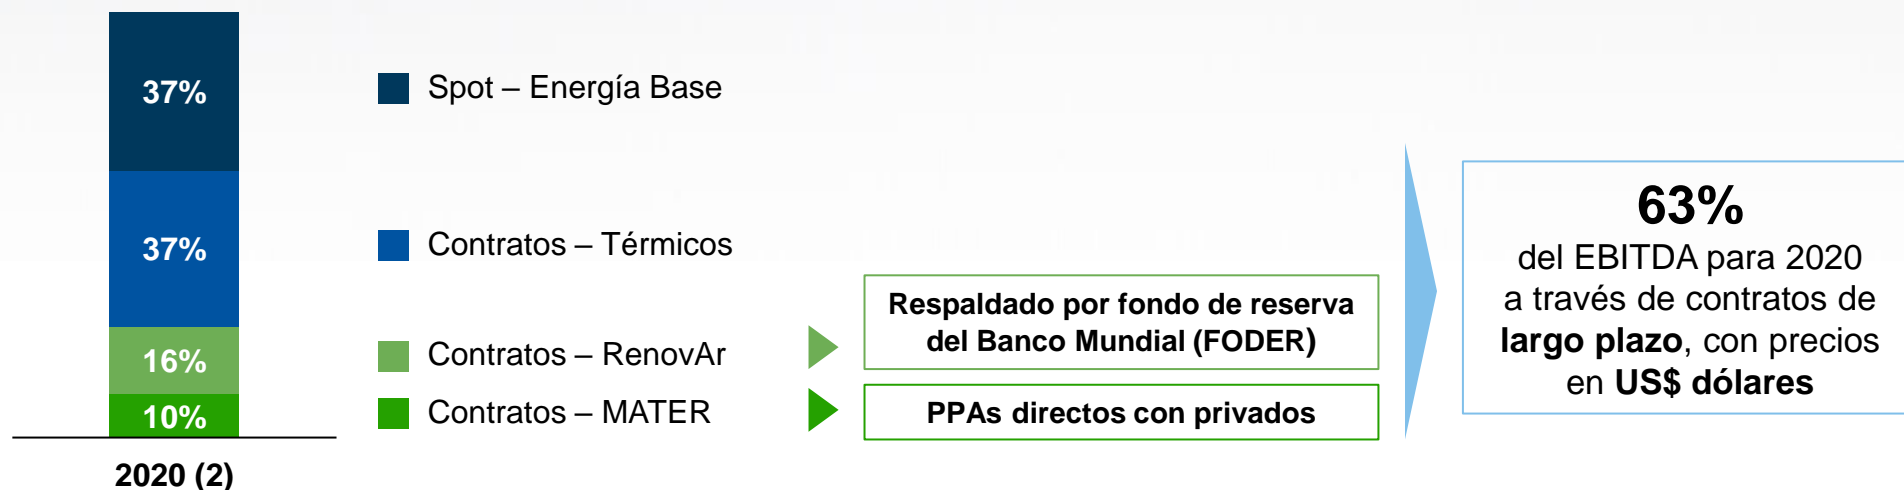 37%
Spot – Energía Base
37%
Contratos – Térmicos
16%
Contratos – RenovAr
10%
Contratos – MATER
2020 (2)
Respaldado por fondo de reserva
del Banco Mundial (FODER)
PPAs directos con privados
63%
del EBITDA para 2020
a través de contratos de
largo plazo, con precios
en US$ dólares